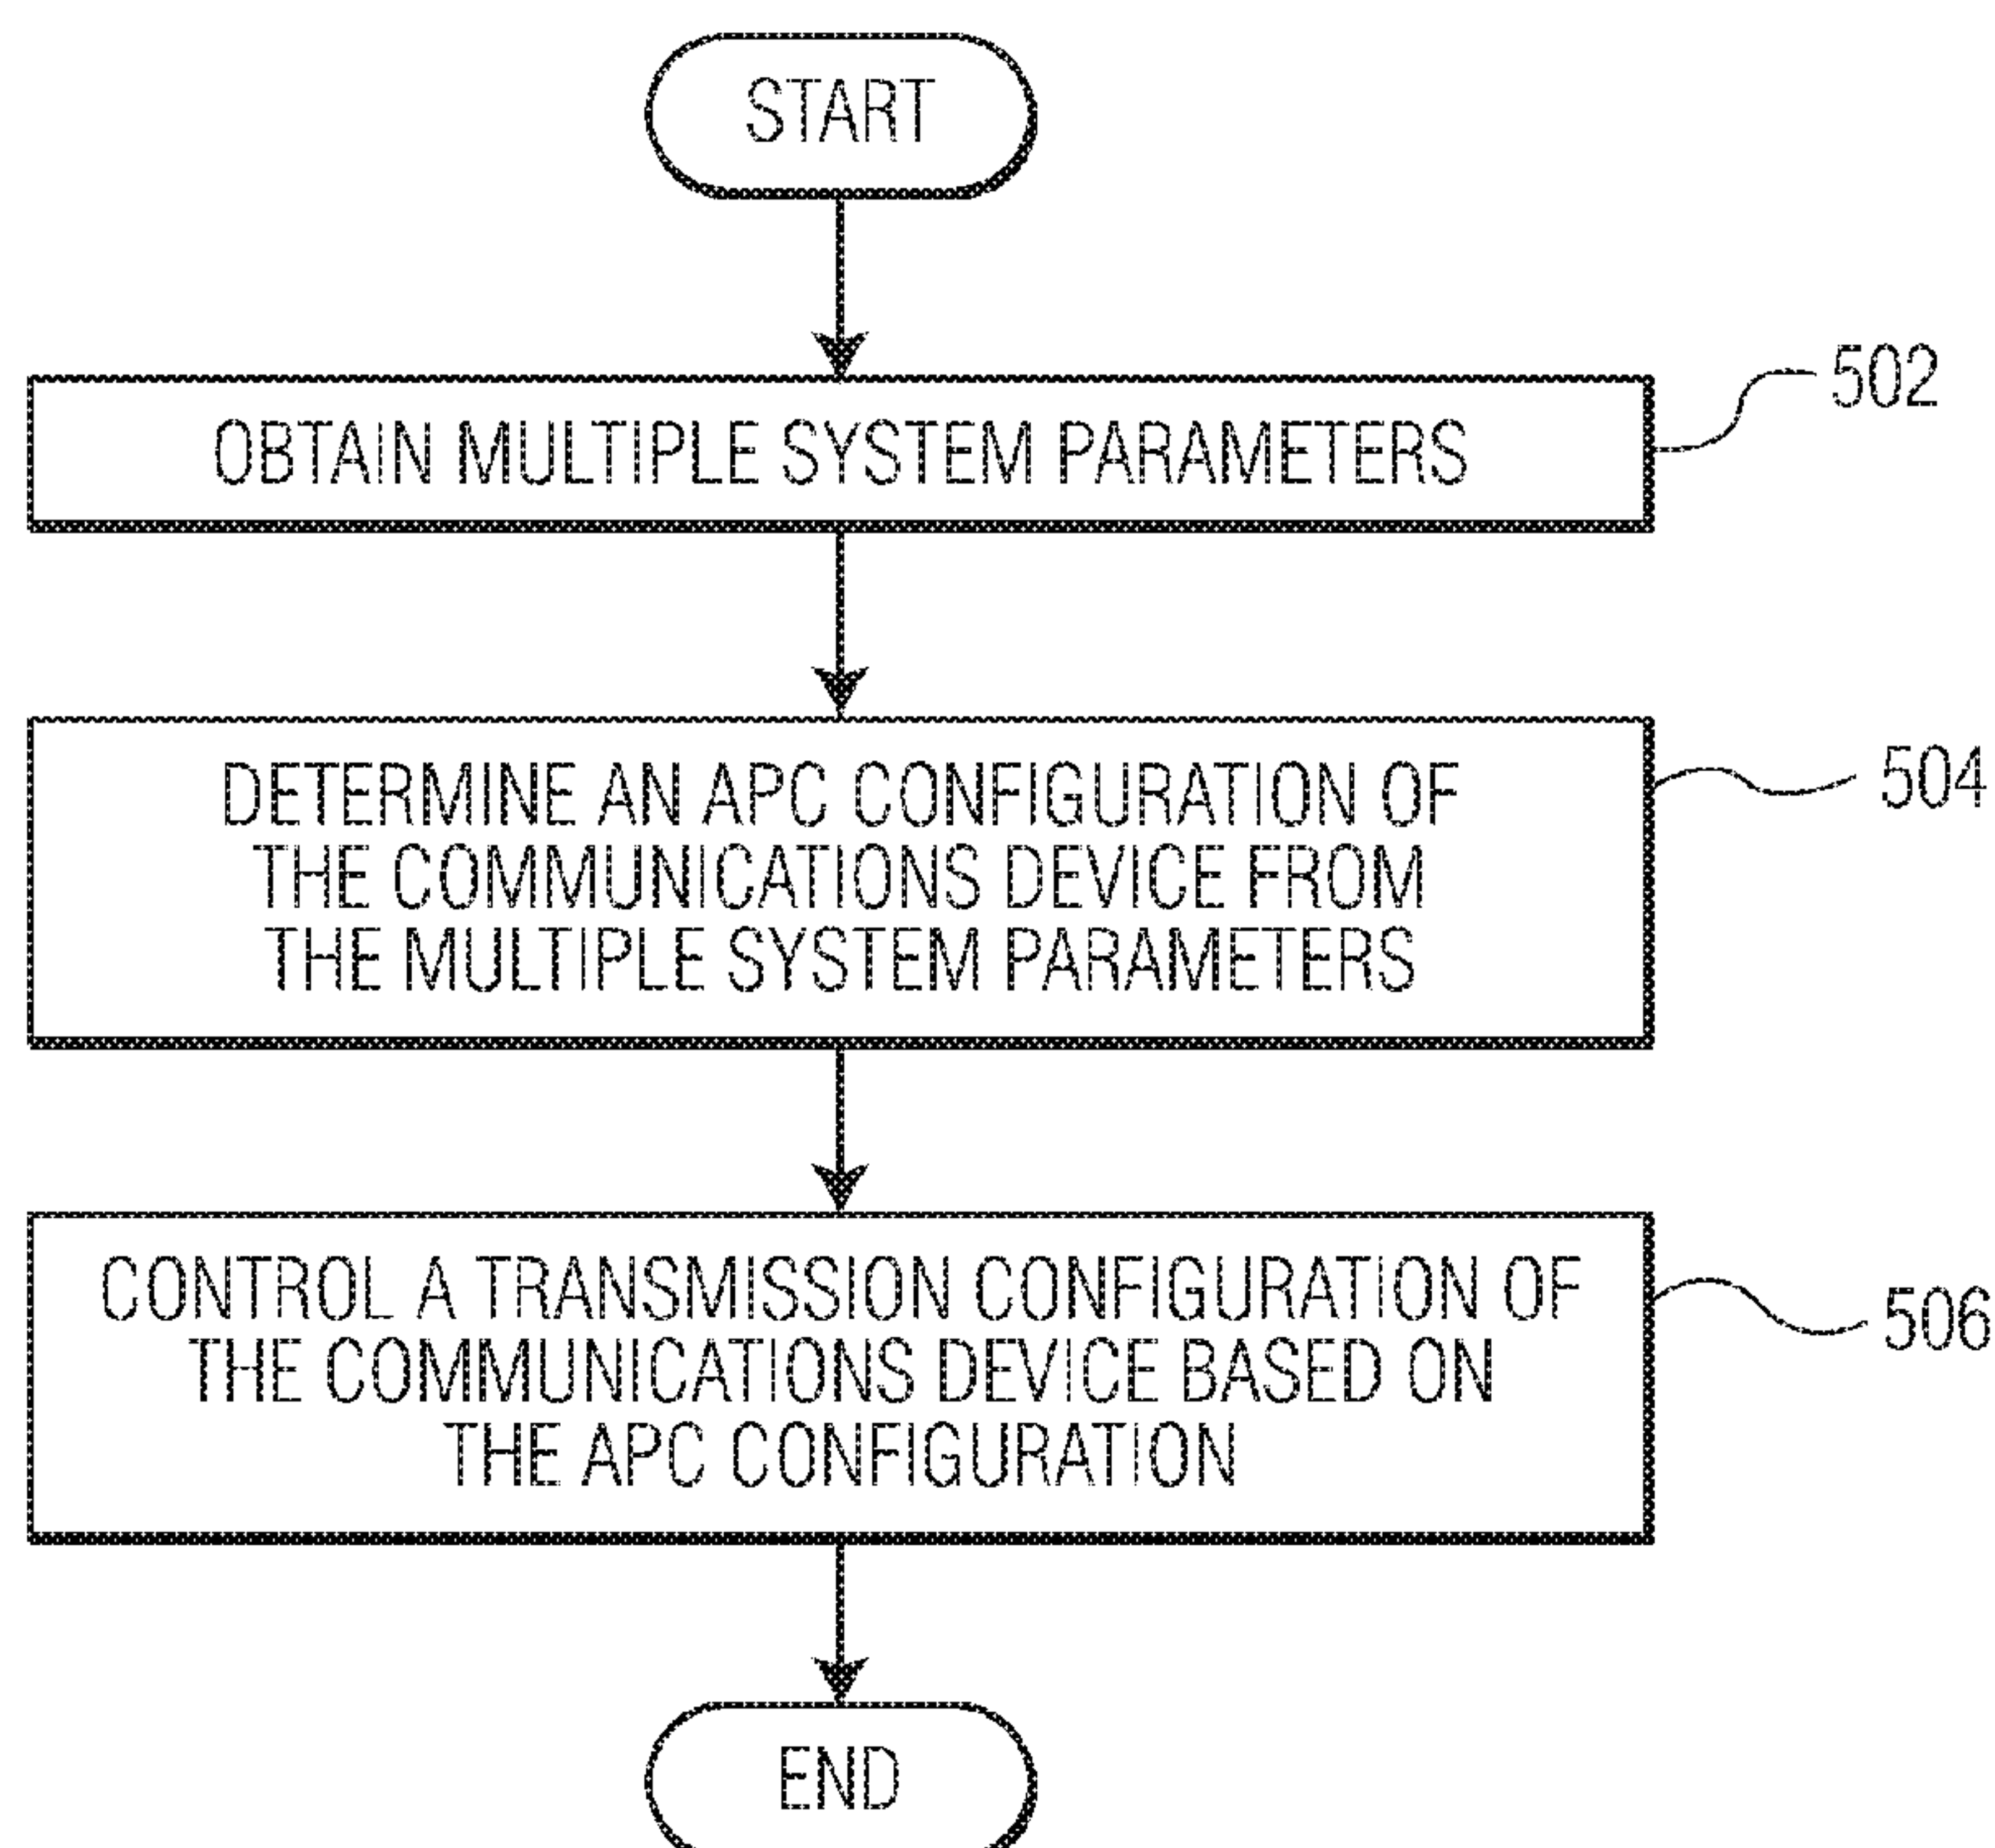 START
OBTAIN MULTIPLE SYSTEM PARAMETERS
502
DETERMINE AN APC CONFIGURATION OF
THE COMMUNICATIONS DEVICE FROM
THE MULTIPLE SYSTEM PARAMETERS
504
CONTROL A TRANSMISSION CONFIGURATION OF
THE COMMUNICATIONS DEVICE BASED ON
THE APC CONFIGURATION
506
END